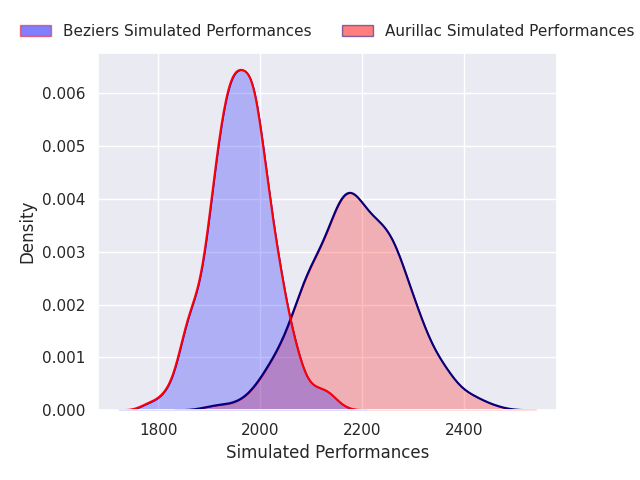 Beziers Simulated Performances Aurillac Simulated Performances
0.006
0.005
0.004
0.003
0.002
0.001
0.000
Density
1800 2000 2200 2400
Simulated Performances